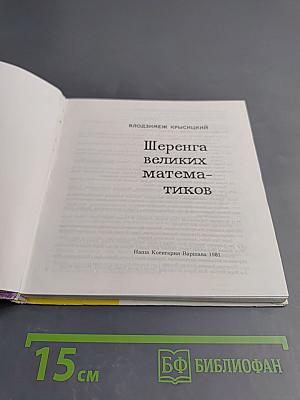 ВЛОДЗИМЕЖ КРЫСИЦКИЙ
Шеренга
великих
матема-
тиков
Наша Ксенгарня Варшава 1981
15 см
БФ БИБЛИОФАН